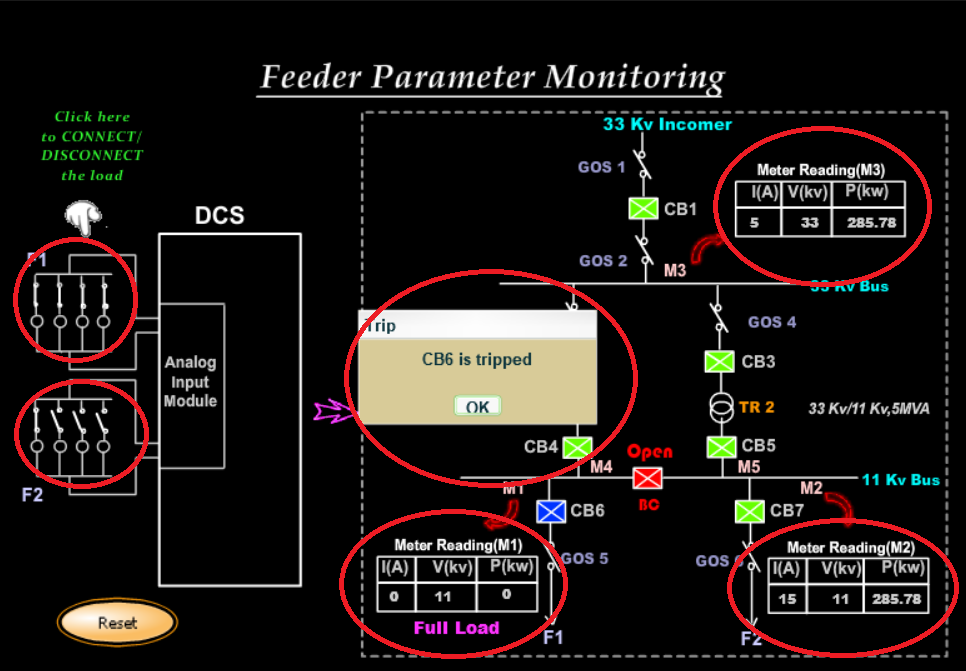 Feeder Parameter Monitoring
Click here
to CONNECT/
DISCONNECT
the load
33 Kv Incomer
GOS 1
CB1
GOS 2
M3
Meter Reading(M3)
I(A) V(kv) P(kw)
5 33 285.78
33 Kv Bus
DCS
F1
Analog
Input
Module
F2
Trip
CB6 is tripped
OK
GOS 4
CB3
TR 2
33 Kv/11 Kv,5MVA
CB4
M4
Open
BC
CB5
M5
11 Kv Bus
M1
CB6
M2
CB7
Meter Reading(M1)
I(A) V(kv) P(kw)
0 11 0
Full Load
GOS 5
F1
GOS
Meter Reading(M2)
I(A) V(kv) P(kw)
15 11 285.78
F2
Reset